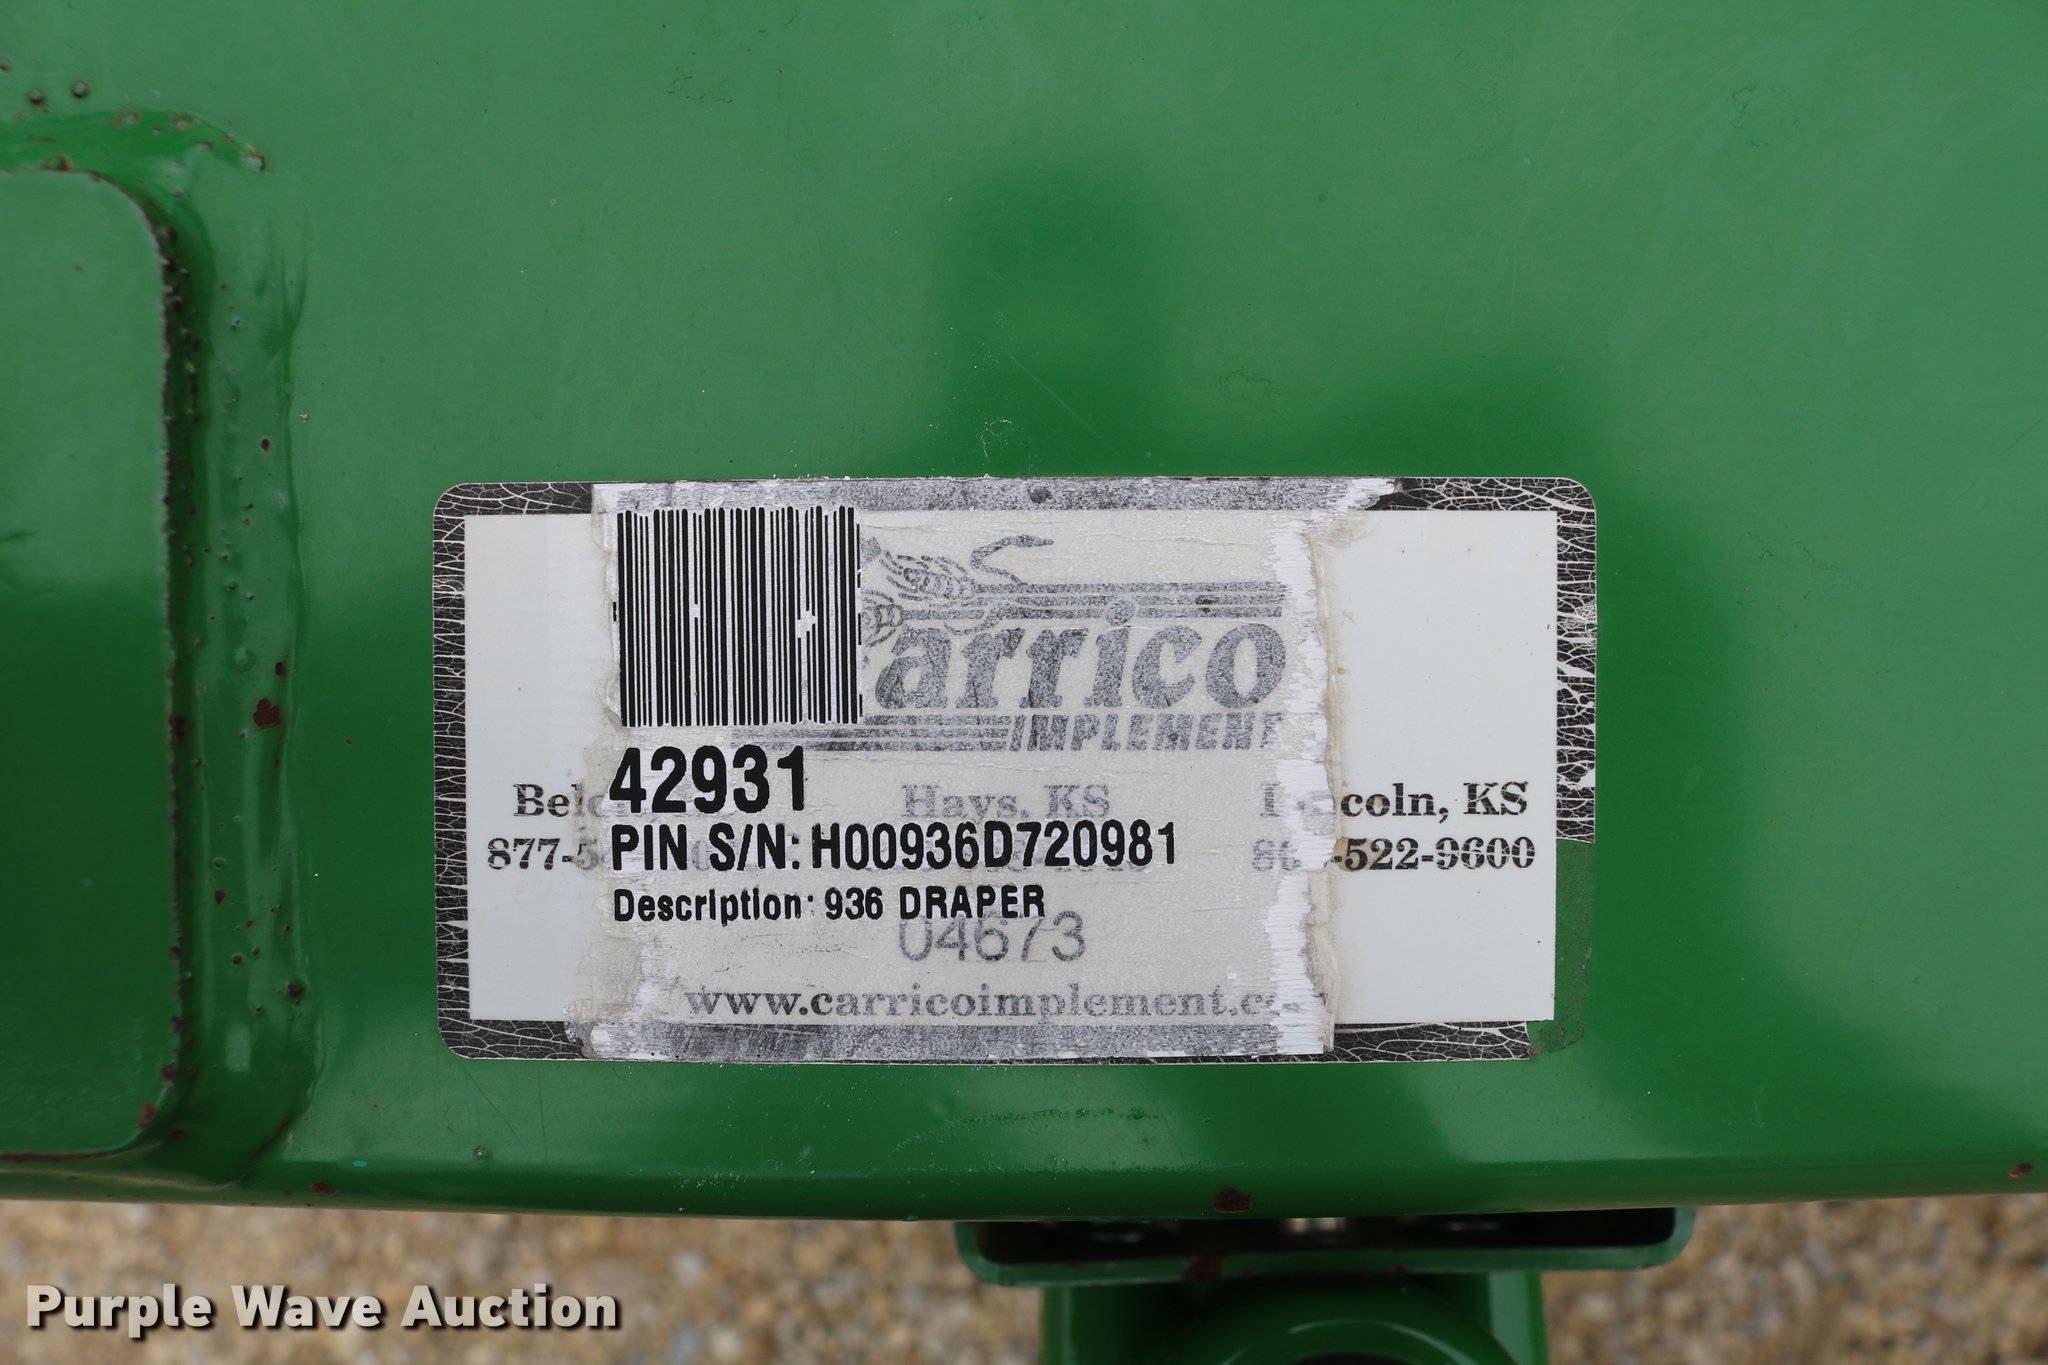 arrico
IMPLEMENT
42931
Hays, KS
coln, KS
PIN S/N: H00936D720981
-522-9600
Description: 936 DRAPER
04673
www.carricoimplement.c
Purple Wave Auction